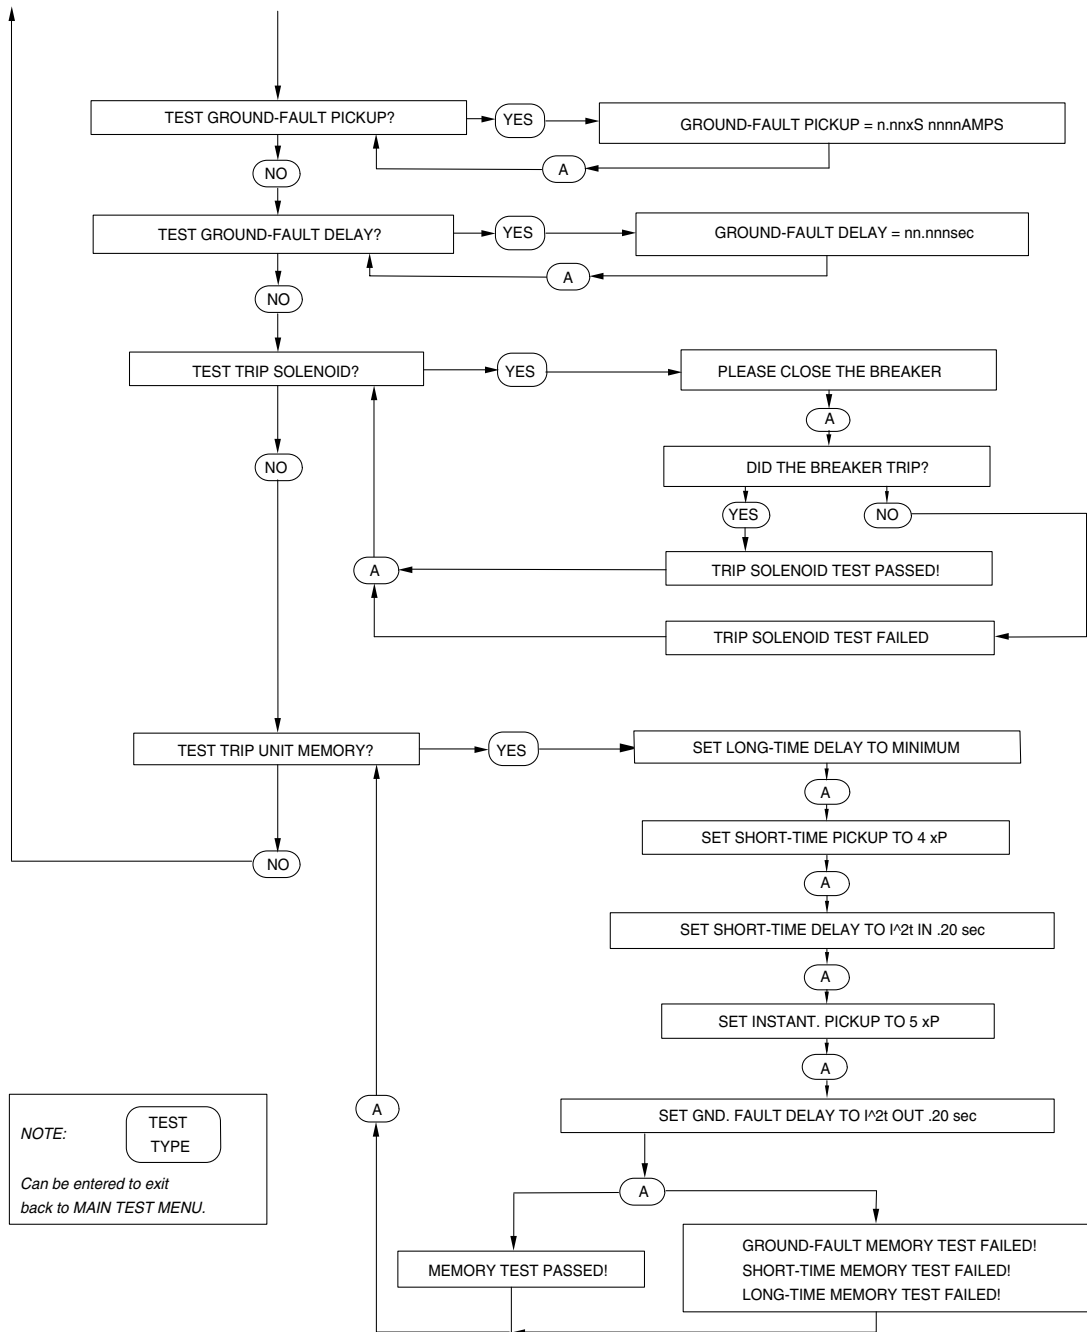 TEST GROUND-FAULT PICKUP?
YES
GROUND-FAULT PICKUP = n.nnxS nnnnAMPS
A
NO
TEST GROUND-FAULT DELAY?
YES
GROUND-FAULT DELAY = nn.nnnsec
A
NO
TEST TRIP SOLENOID?
YES
PLEASE CLOSE THE BREAKER
A
NO
DID THE BREAKER TRIP?
YES
NO
A
TRIP SOLENOID TEST PASSED!
TRIP SOLENOID TEST FAILED
TEST TRIP UNIT MEMORY?
YES
SET LONG-TIME DELAY TO MINIMUM
A
SET SHORT-TIME PICKUP TO 4 xP
NO
A
SET SHORT-TIME DELAY TO I^2t IN .20 sec
A
SET INSTANT. PICKUP TO 5 xP
A
A
SET GND. FAULT DELAY TO I^2t OUT .20 sec
NOTE:
TEST
TYPE
Can be entered to exit
back to MAIN TEST MENU.
A
MEMORY TEST PASSED!
GROUND-FAULT MEMORY TEST FAILED!
SHORT-TIME MEMORY TEST FAILED!
LONG-TIME MEMORY TEST FAILED!